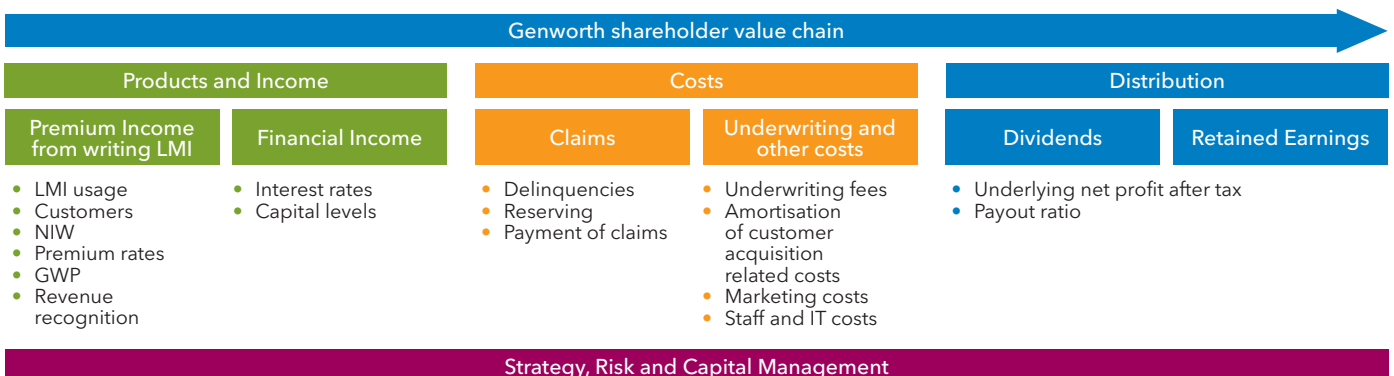 Genworth shareholder value chain
Products and Income
Costs
Distribution
Premium Income
from writing LMI
Financial Income
Claims
Underwriting and
other costs
Dividends
Retained Earnings
• LMI usage
• Customers
• NIW
• Premium rates
• GWP
• Revenue
recognition
• Interest rates
• Capital levels
• Delinquencies
• Reserving
• Payment of claims
• Underwriting fees
• Amortisation
of customer
acquisition
related costs
• Marketing costs
• Staff and IT costs
• Underlying net profit after tax
• Payout ratio
Strategy, Risk and Capital Management